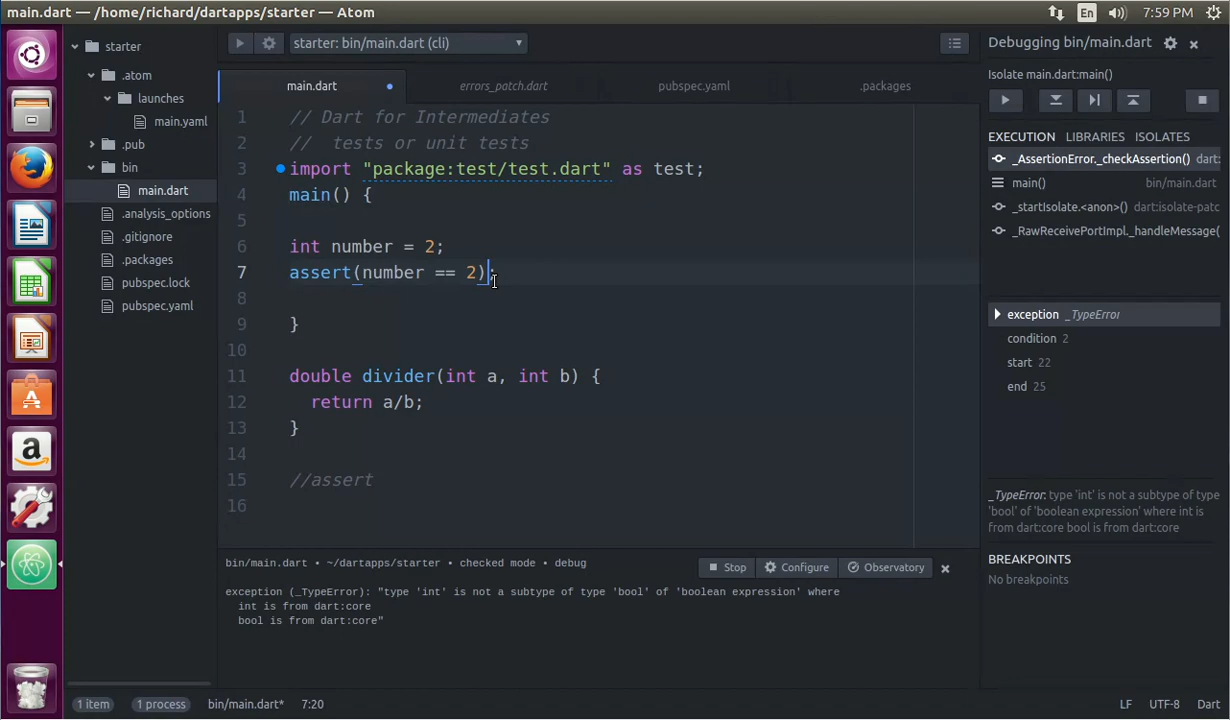 main.dart — /home/richard/dartapps/starter — Atom
En
7:59 PM
starter
.atom
launches
main.yaml
.pub
bin
main.dart
.analysis_options
.gitignore
.packages
pubspec.lock
pubspec.yaml
starter: bin/main.dart (cli)
main.dart
errors_patch.dart
pubspec.yaml
.packages
1 // Dart for Intermediates
2 //  tests or unit tests
3 import "package:test/test.dart" as test;
4 main() {
5
6 int number = 2;
7 assert(number == 2);
8
9 }
10
11 double divider(int a, int b) {
12   return a/b;
13 }
14
15 //assert
16
bin/main.dart • ~/dartapps/starter • checked mode • debug
Stop
Configure
Observatory
exception (_TypeError): "type 'int' is not a subtype of type 'bool' of 'boolean expression' where
  int is from dart:core
  bool is from dart:core"
Debugging bin/main.dart
Isolate main.dart:main()
EXECUTION LIBRARIES ISOLATES
_AssertionError._checkAssertion() dart:
main() bin/main.dart
_startIsolate.<anon>() dart:isolate-patc
_RawReceivePortImpl._handleMessage(
exception _TypeError
condition 2
start 22
end 25
_TypeError: type 'int' is not a subtype of type
'bool' of 'boolean expression' where int is
from dart:core bool is from dart:core
BREAKPOINTS
No breakpoints
1 item
1 process
bin/main.dart*
7:20
LF
UTF-8
Dart